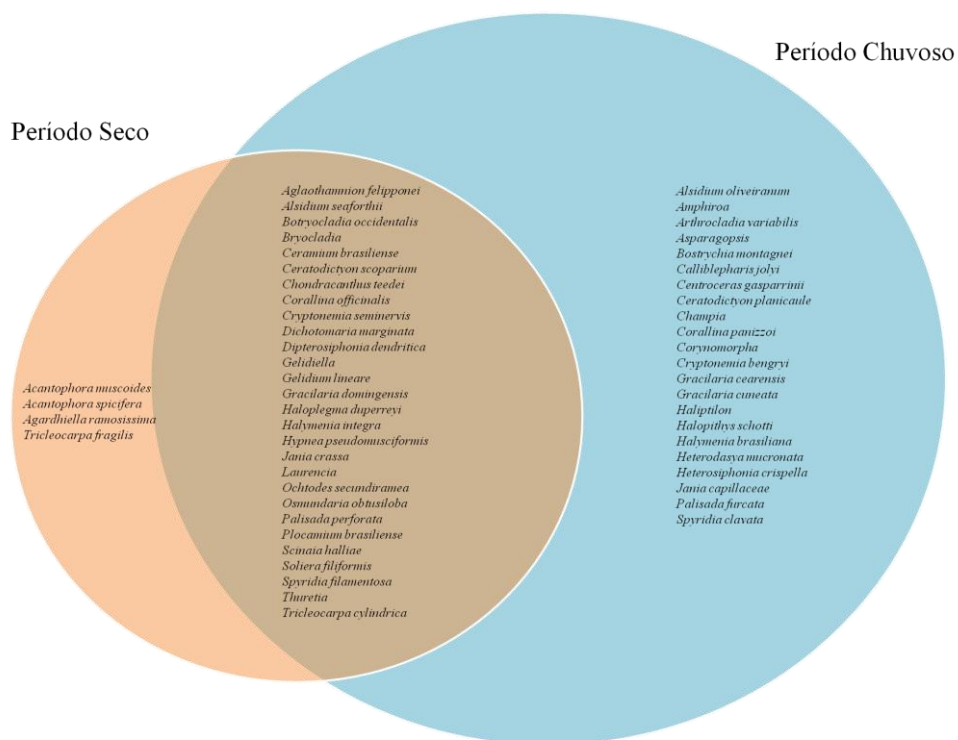 Período Chuvoso
Período Seco
Acantophora muscoides
Acantophora spicifera
Agardhiella ramosissima
Tricleocarpa fragilis
Aglaothamnion felipponei
Alsidium seaforthii
Botryocladia occidentalis
Bryocladia
Ceramium brasiliense
Ceratodictyon scoparium
Chondracanthus teedei
Corallina officinalis
Cryptonemia seminervis
Dichotomaria marginata
Dipterosiphonia dendritica
Gelidiella
Gelidium lineare
Gracilaria domingensis
Haloplegma duperreyi
Halymenia integra
Hypnea pseudomusciformis
Jania crassa
Laurencia
Ochtodes secundiramea
Osmundaria obtusiloba
Palisada perforata
Plocamium brasiliense
Scinaia halliae
Soliera filiformis
Spyridia filamentosa
Thuretia
Tricleocarpa cylindrica
Alsidium oliveiranum
Amphiroa
Arthrocladia variabilis
Asparagopsis
Bostrychia montagnei
Calliblepharis jolyi
Centroceras gasparrinii
Ceratodictyon planicaule
Champia
Corallina panizzoi
Corynomorpha
Cryptonemia bengryi
Gracilaria cearensis
Gracilaria cuneata
Haliptilon
Halopithys schotti
Halymenia brasiliana
Heterodasya mucronata
Heterosiphonia crispella
Jania capillaceae
Palisada furcata
Spyridia clavata